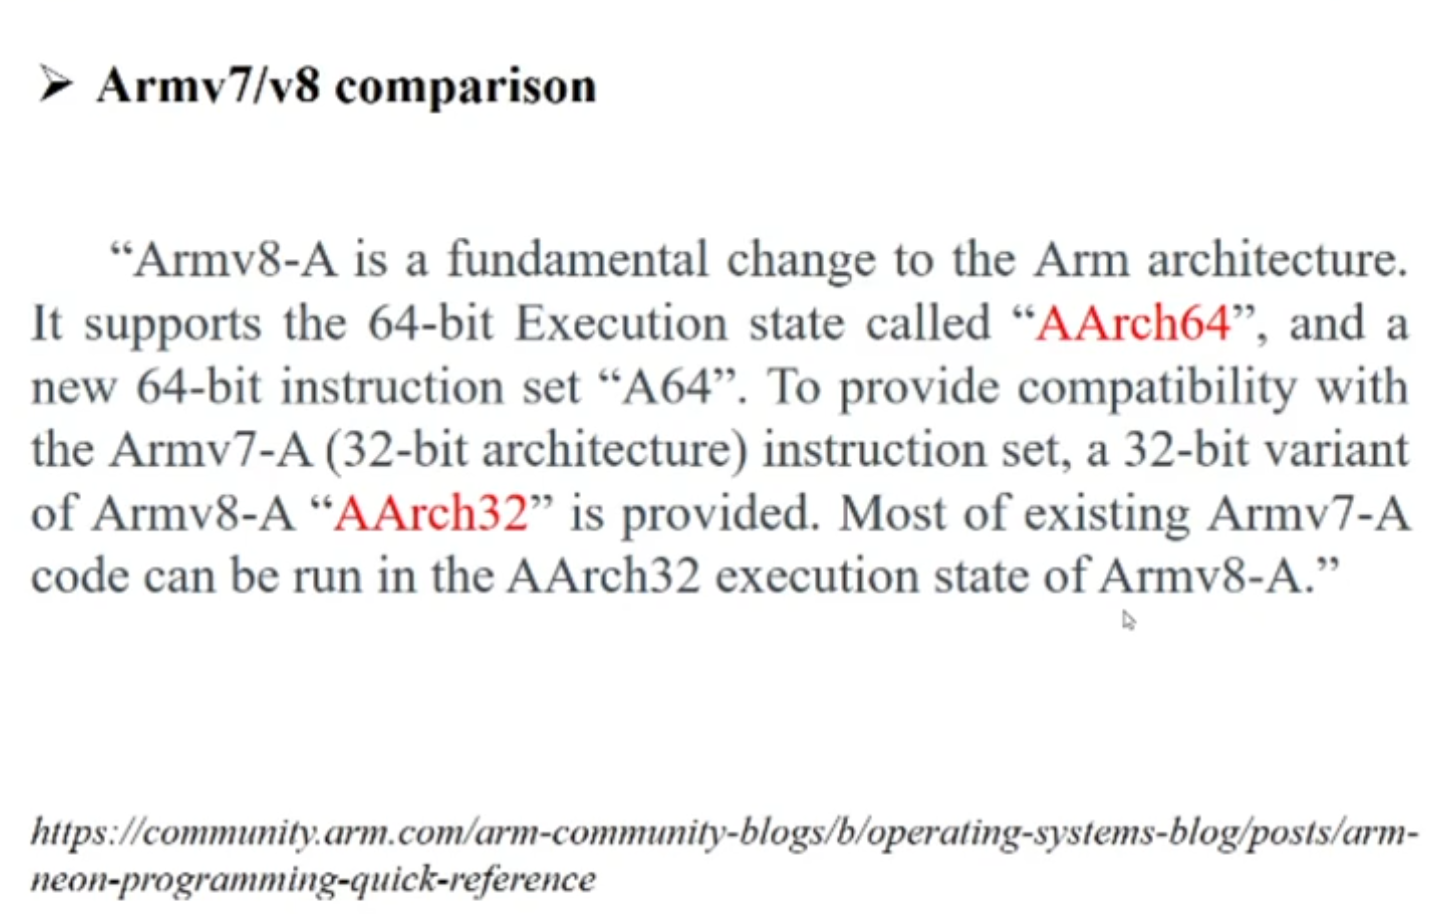 ➢ Armv7/v8 comparison
“Armv8-A is a fundamental change to the Arm architecture.
It supports the 64-bit Execution state called “AArch64”, and a
new 64-bit instruction set “A64”. To provide compatibility with
the Armv7-A (32-bit architecture) instruction set, a 32-bit variant
of Armv8-A “AArch32” is provided. Most of existing Armv7-A
code can be run in the AArch32 execution state of Armv8-A.”
https://community.arm.com/arm-community-blogs/b/operating-systems-blog/posts/arm-
neon-programming-quick-reference